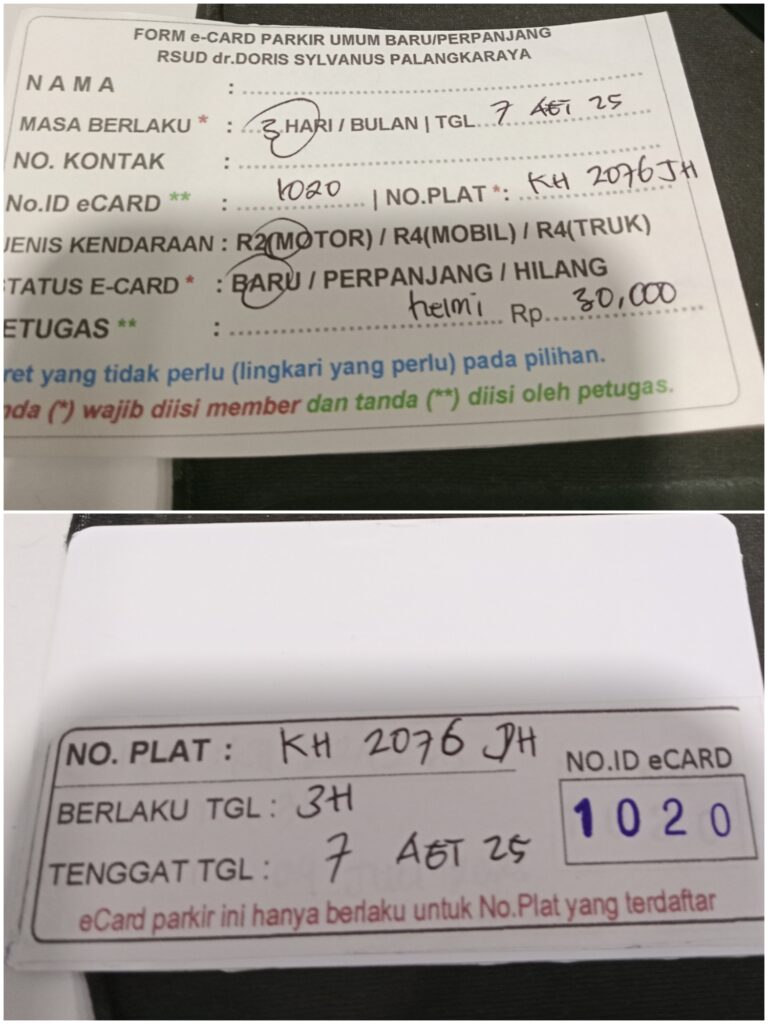 FORM e-CARD PARKIR UMUM BARU/PERPANJANG
RSUD dr.DORIS SYLVANUS PALANGKARAYA
NAMA : ..........
MASA BERLAKU * : ...3.HARI / BULAN | TGL. 7 AGT 25
NO. KONTAK : ..........
No.ID eCARD ** : 1020 | NO.PLAT *: KH 2076 JH
JENIS KENDARAAN : R2(MOTOR) / R4(MOBIL) / R4(TRUK)
TATUS E-CARD * : BARU / PERPANJANG / HILANG
ETUGAS ** : helmi Rp. 30,000
ret yang tidak perlu (lingkari yang perlu) pada pilihan.
nda (*) wajib diisi member dan tanda (**) diisi oleh petugas.
NO. PLAT : KH 2076 JH
NO.ID eCARD
BERLAKU TGL : 3H
1020
TENGGAT TGL : 7 AGT 25
eCard parkir ini hanya berlaku untuk No.Plat yang terdaftar